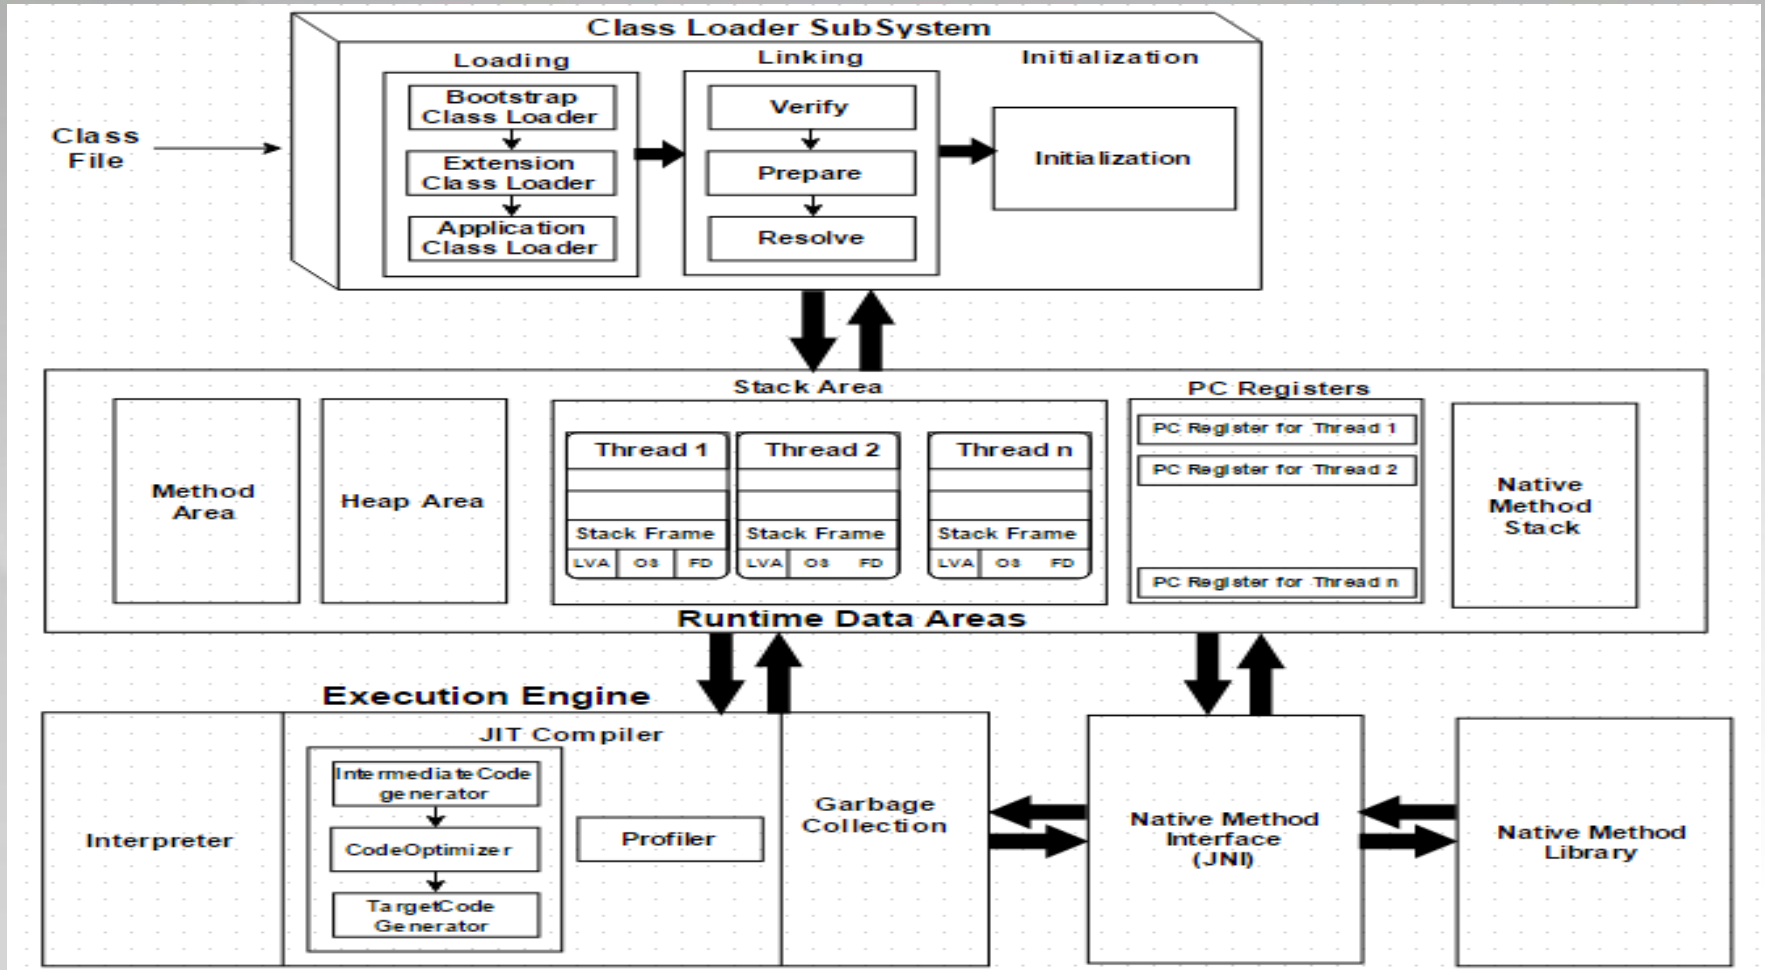 Class Loader SubSystem
Loading
Linking
Initialization
Bootstrap
Class Loader
Extension
Class Loader
Application
Class Loader
Verify
Prepare
Resolve
Initialization
Class
File
Stack Area
PC Registers
Method
Area
Heap Area
Thread 1
Stack Frame
LVA
OS
FD
Thread 2
Stack Frame
LVA
OS
FD
Thread n
Stack Frame
LVA
OS
FD
PC Register for Thread 1
PC Register for Thread 2
PC Register for Thread n
Native
Method
Stack
Runtime Data Areas
Execution Engine
Interpreter
JIT Compiler
IntermediateCode
generator
CodeOptimizer
TargetCode
Generator
Profiler
Garbage
Collection
Native Method
Interface
(JNI)
Native Method
Library